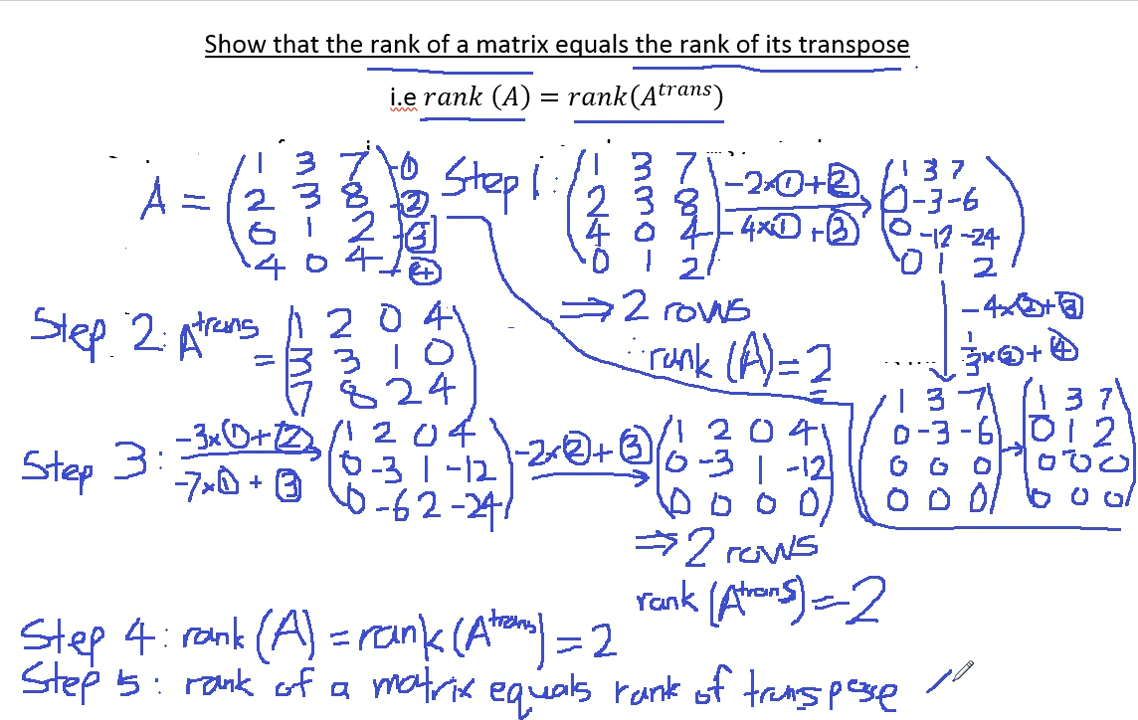 Show that the rank of a matrix equals the rank of its transpose
i.e rank (A) = rank(A^trans)
A = (1 3 7) - ①
(2 3 8) - ②
(0 1 2) - ③
(4 0 4) - ④
Step 1: (1 3 7)
(2 3 8)
(4 0 4)
(0 1 2)
-2×①+②
-4×①+③
(1 3 7)
(0 -3 -6)
(0 -12 -24)
(0 1 2)
-4×②+③
1/3×②+④
(1 3 7)
(0 -3 -6)
(0 0 0)
(0 0 0)
→
(1 3 7)
(0 1 2)
(0 0 0)
(0 0 0)
⇒ 2 rows
rank (A) = 2
Step 2: A^trans = (1 2 0 4)
(3 3 1 0)
(7 8 2 4)
Step 3: -3×①+②
-7×①+③
(1 2 0 4)
(0 -3 1 -12)
(0 -6 2 -24)
-2×②+③
(1 2 0 4)
(0 -3 1 -12)
(0 0 0 0)
⇒ 2 rows
rank (A^trans) = 2
Step 4: rank (A) = rank (A^trans) = 2
Step 5: rank of a matrix equals rank of transpose